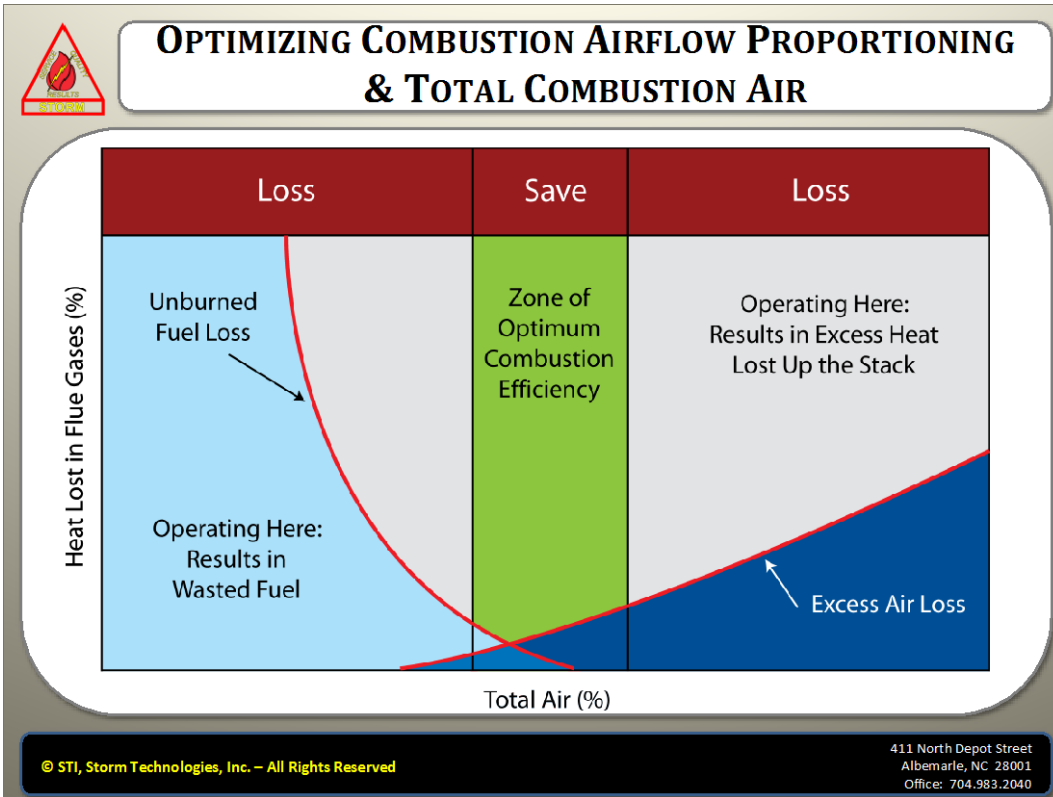 OPTIMIZING COMBUSTION AIRFLOW PROPORTIONING
& TOTAL COMBUSTION AIR
RESULTS
STORM
Loss
Save
Loss
Heat Lost in Flue Gases (%)
Unburned
Fuel Loss
Operating Here:
Results in
Wasted Fuel
Zone of
Optimum
Combustion
Efficiency
Operating Here:
Results in Excess Heat
Lost Up the Stack
Excess Air Loss
Total Air (%)
© STI, Storm Technologies, Inc. – All Rights Reserved
411 North Depot Street
Albemarle, NC 28001
Office: 704.983.2040